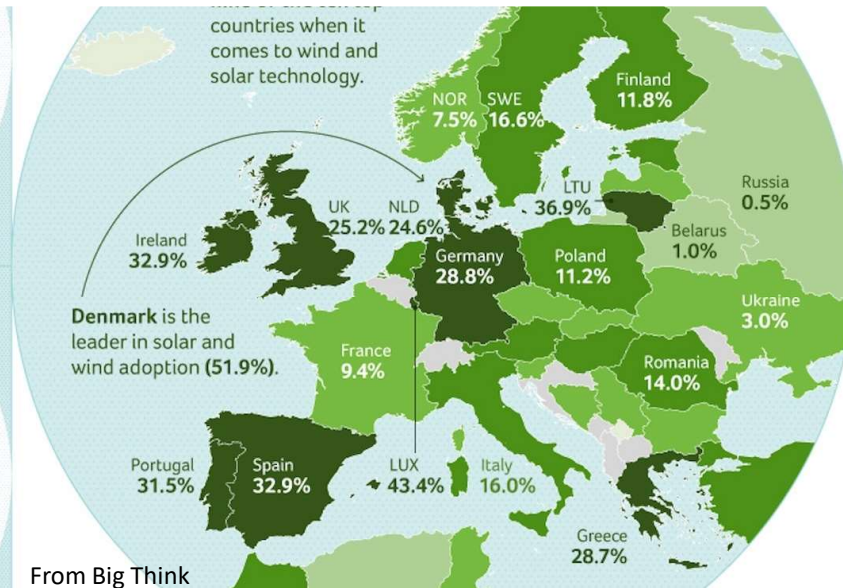 countries when it
comes to wind and
solar technology.
Finland
11.8%
NOR
7.5%
SWE
16.6%
Russia
0.5%
LTU
36.9%
UK
25.2%
NLD
24.6%
Belarus
1.0%
Ireland
32.9%
Germany
28.8%
Poland
11.2%
Ukraine
3.0%
Denmark is the
leader in solar and
wind adoption (51.9%).
France
9.4%
Romania
14.0%
Portugal
31.5%
Spain
32.9%
LUX
43.4%
Italy
16.0%
Greece
28.7%
From Big Think